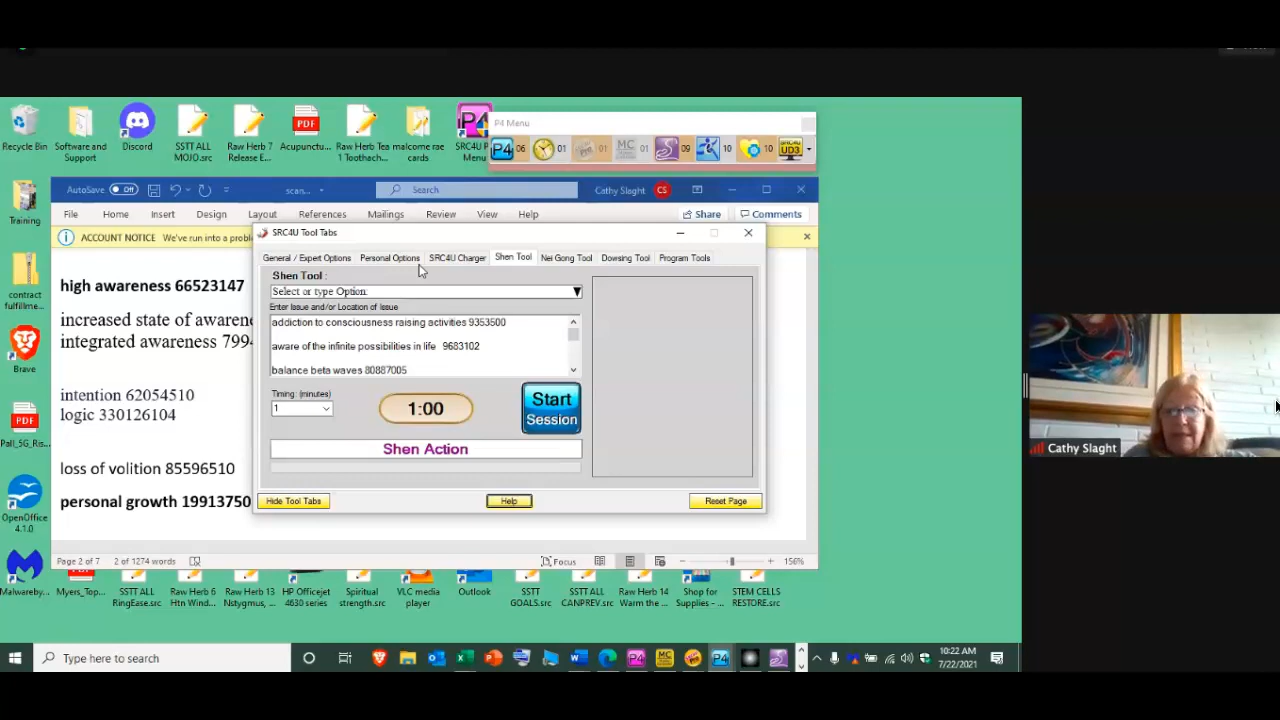 Recycle Bin
Software and Support
Discord
SSTT ALL MOJO.src
Raw Herb 7 Release E...
Acupunctu...
Raw Herb Tea 1 Toothach...
malcome rae cards
SRC4U P4 Menu
P4 Menu
P4 06 01 01 MC 01 09 10 10 SRC4U UD3
Training
AutoSave Off
scan...
Search
Cathy Slaght CS
File Home Insert Design Layout References Mailings Review View Help Share Comments
ACCOUNT NOTICE We've run into a proble
SRC4U Tool Tabs
General / Expert Options Personal Options SRC4U Charger Shen Tool Nei Gong Tool Dowsing Tool Program Tools
Shen Tool :
Select or type Option:
Enter Issue and/or Location of Issue
addiction to consciousness raising activities 9353500
aware of the infinite possibilities in life 9683102
balance beta waves 80887005
Timing: (minutes)
1
1:00
Start Session
Shen Action
Hide Tool Tabs
Help
Reset Page
high awareness 66523147
increased state of awarene
integrated awareness 799
intention 62054510
logic 330126104
loss of volition 85596510
personal growth 19913750
contract fulfillme...
Brave
Pall_5G_Ris...
OpenOffice 4.1.0
Malwareby...
Page 2 of 7 2 of 1274 words
Focus
156%
Myers_Top...
SSTT ALL RingEase.src
Raw Herb 6 Htn Wind...
Raw Herb 13 Nstygmus, ...
HP Officejet 4630 series
Spiritual strength.src
VLC media player
Outlook
SSTT GOALS.src
SSTT ALL CANPREV.src
Raw Herb 14 Warm the ...
Shop for Supplies - ...
STEM CELLS RESTORE.src
Cathy Slaght
Type here to search
10:22 AM
7/22/2021